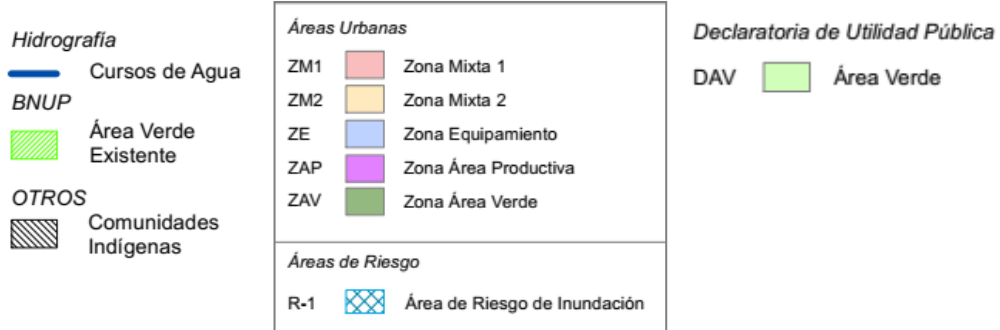 Hidrografía
Cursos de Agua
BNUP
Área Verde
Existente
OTROS
Comunidades
Indígenas
Áreas Urbanas
ZM1 Zona Mixta 1
ZM2 Zona Mixta 2
ZE Zona Equipamiento
ZAP Zona Área Productiva
ZAV Zona Área Verde
Áreas de Riesgo
R-1 Área de Riesgo de Inundación
Declaratoria de Utilidad Pública
DAV Área Verde